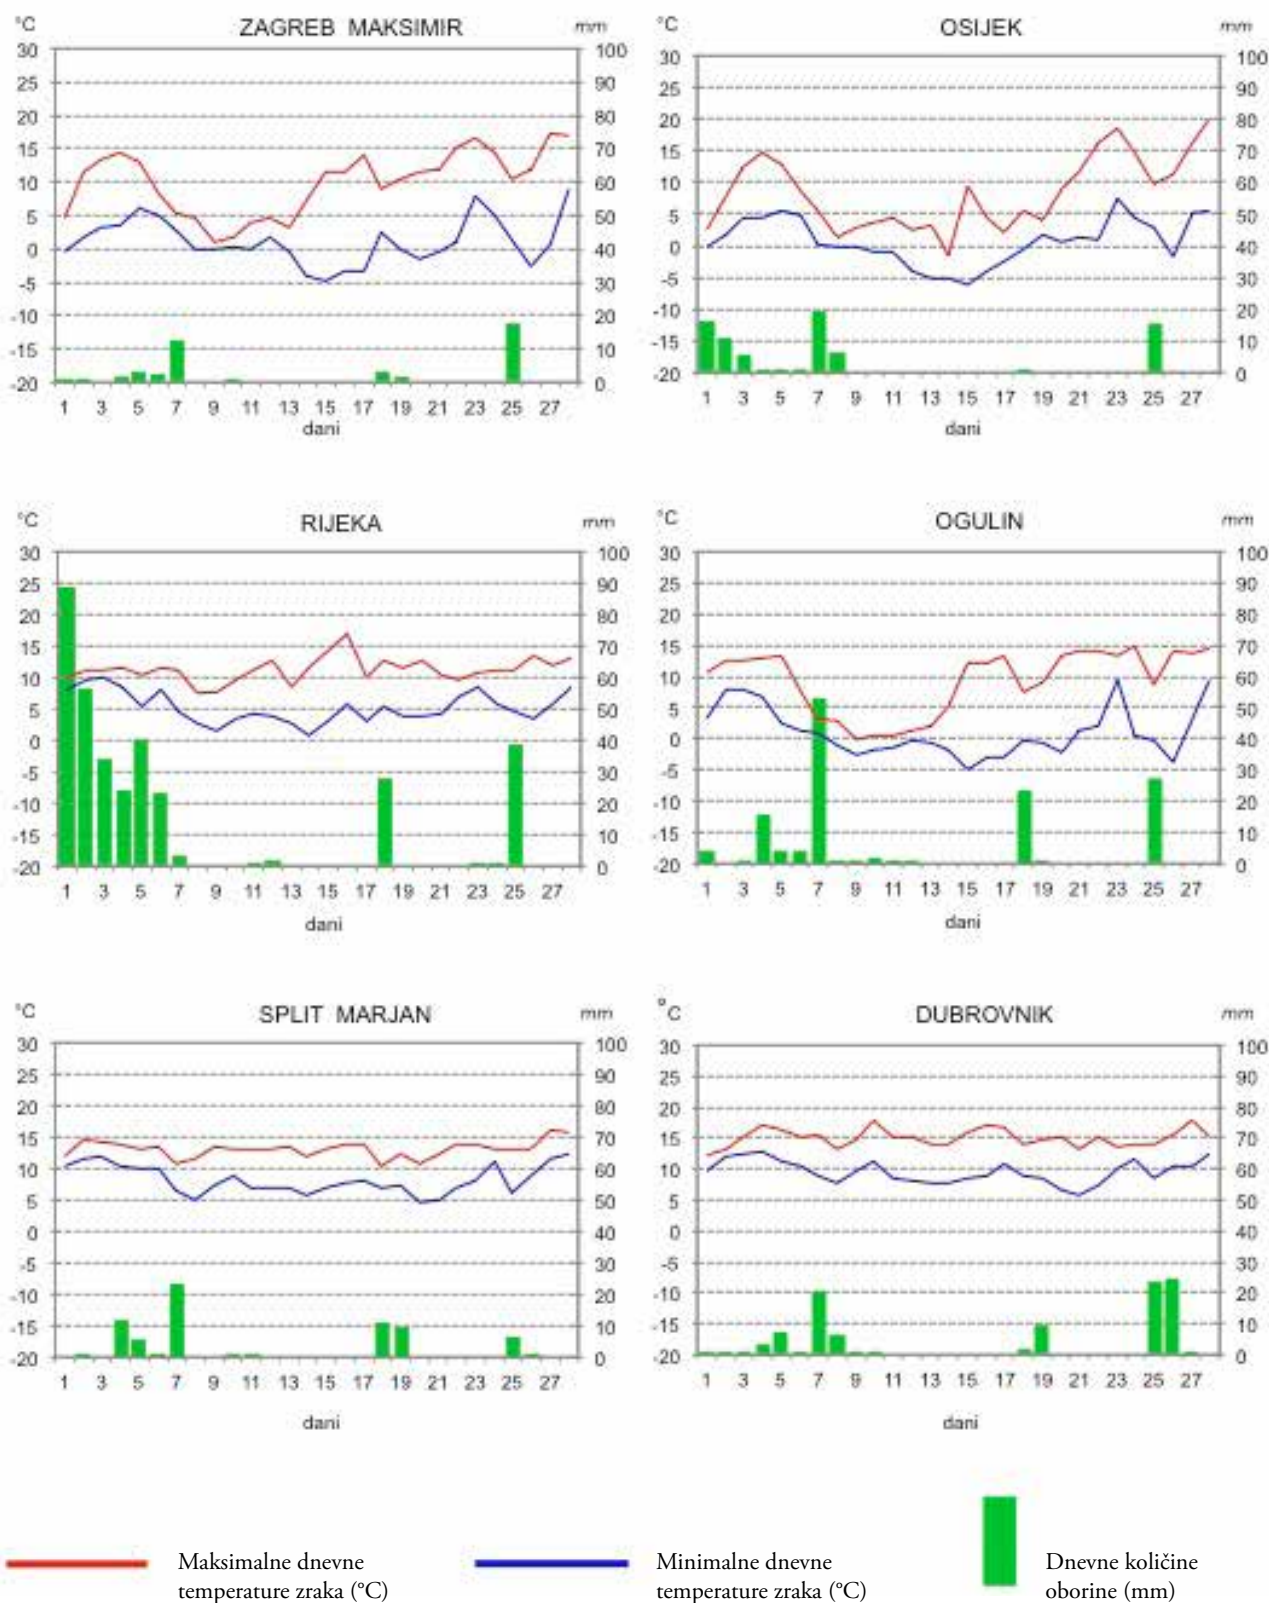 °C ZAGREB MAKSIMIR mm
30 100
25 90
20 80
15 70
10 60
5 50
0 40
-5 30
-10 20
-15 10
-20 0
1 3 5 7 9 11 13 15 17 19 21 23 25 27
dani
°C OSIJEK mm
30 100
25 90
20 80
15 70
10 60
5 50
0 40
-5 30
-10 20
-15 10
-20 0
1 3 5 7 9 11 13 15 17 19 21 23 25 27
dani
°C RIJEKA mm
30 100
25 90
20 80
15 70
10 60
5 50
0 40
-5 30
-10 20
-15 10
-20 0
1 3 5 7 9 11 13 15 17 19 21 23 25 27
dani
°C OGULIN mm
30 100
25 90
20 80
15 70
10 60
5 50
0 40
-5 30
-10 20
-15 10
-20 0
1 3 5 7 9 11 13 15 17 19 21 23 25 27
dani
°C SPLIT MARJAN mm
30 100
25 90
20 80
15 70
10 60
5 50
0 40
-5 30
-10 20
-15 10
-20 0
1 3 5 7 9 11 13 15 17 19 21 23 25 27
dani
°C DUBROVNIK mm
30 100
25 90
20 80
15 70
10 60
5 50
0 40
-5 30
-10 20
-15 10
-20 0
1 3 5 7 9 11 13 15 17 19 21 23 25 27
dani
Maksimalne dnevne
temperature zraka (°C)
Minimalne dnevne
temperature zraka (°C)
Dnevne količine
oborine (mm)